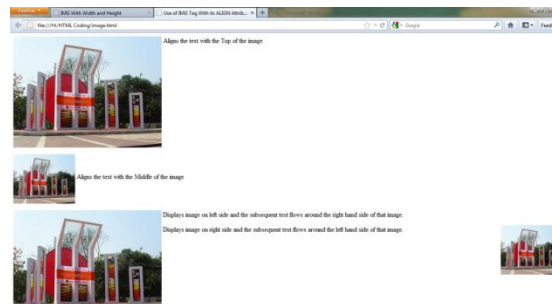 IMG With Width and Height
Use of IMG Tag With its ALIGN Attrib...
file:///H:/HTML Coding/image.html
Google
Aligns the text with the Top of the image
Aligns the text with the Middle of the image
Displays image on left side and the subsequent text flows around the right hand side of that image.
Displays image on right side and the subsequent text flows around the left hand side of that image.